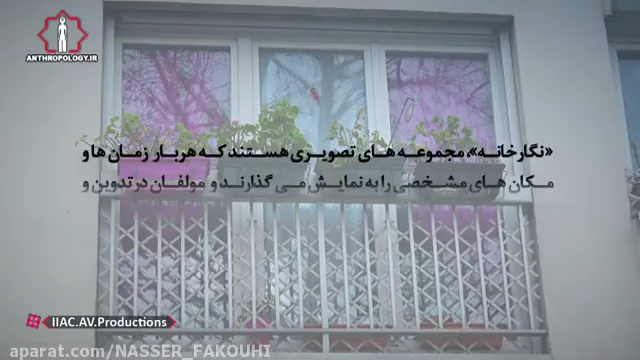 ANTHROPOLOGY.IR
«نگارخانه»، مجموعه های تصویری هستند که هربار زمان ها و
مکان های مشخصی را به نمایش می گذارند و مولفان در تدوین و
IIAC.AV.Productions
aparat.com/NASSER_FAKOUHI